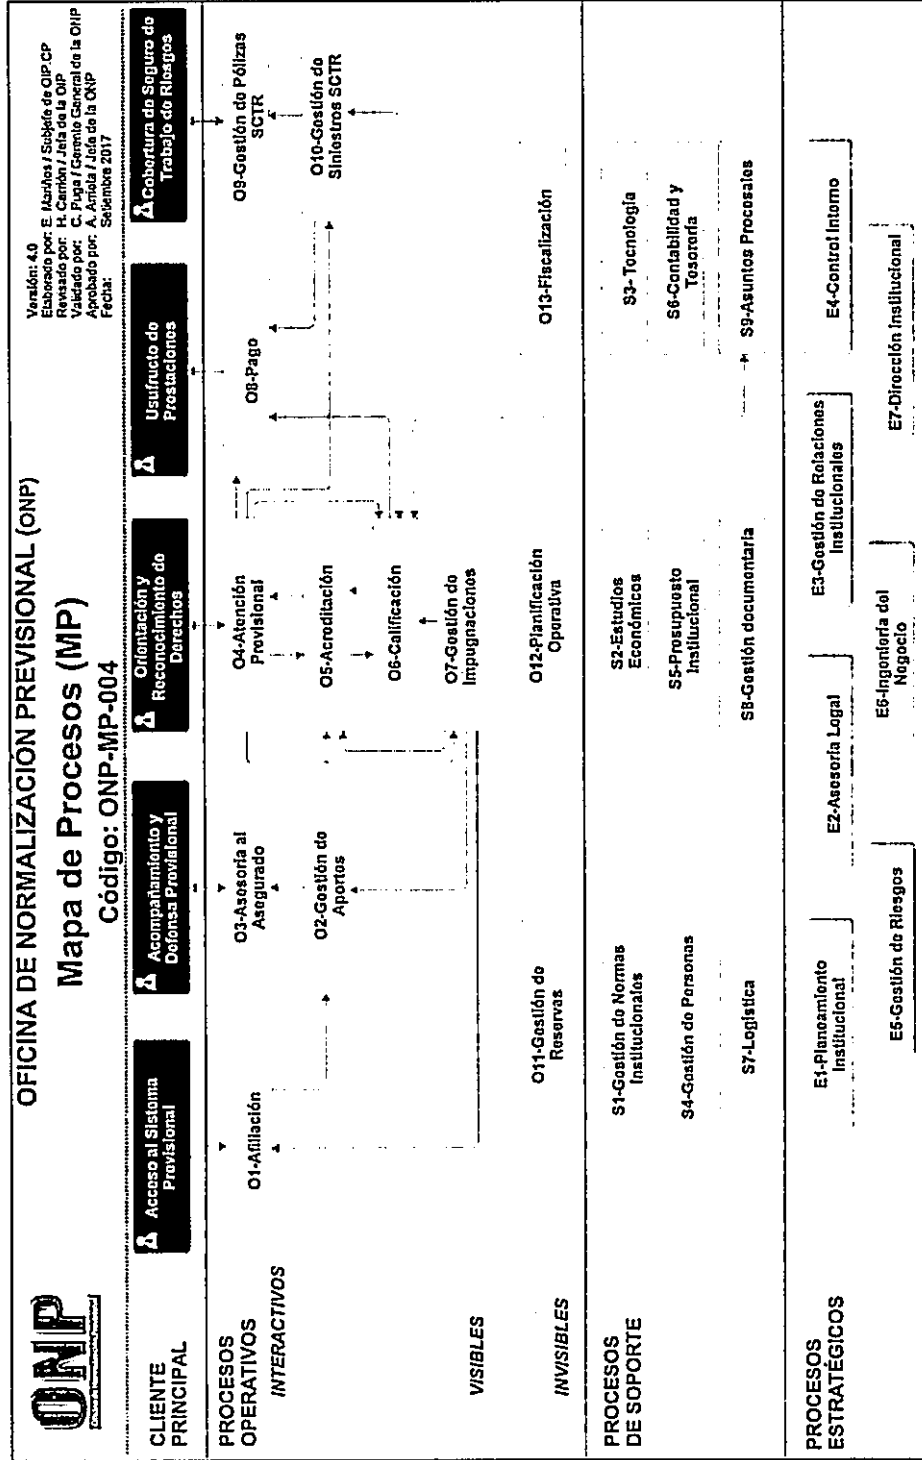 ONP
OFICINA DE NORMALIZACIÓN PREVISIONAL (ONP)
Mapa de Procesos (MP)
Código: ONP-MP-004
Versión: 4.0
Elaborado por: E. Mariños / Subjefe de OIP.CP
Revisado por: H. Carrión / Jefa de la OIP
Validado por: C. Puga / Gerente General de la ONP
Aprobado por: A. Arriola / Jefe de la ONP
Fecha: Setiembre 2017
CLIENTE
PRINCIPAL
Acceso al Sistema
Previsional
Acompañamiento y
Defensa Previsional
Orientación y
Reconocimiento de
Derechos
Usufructo de
Prestaciones
Cobertura de Seguro de
Trabajo de Riesgos
PROCESOS
OPERATIVOS
INTERACTIVOS
O1-Afiliación
O3-Asesoría al
Asegurado
O4-Atención
Previsional
O8-Pago
O9-Gestión de Pólizas
SCTR
O2-Gestión de
Aportes
O5-Acreditación
O10-Gestión de
Siniestros SCTR
O6-Calificación
VISIBLES
O7-Gestión de
Impugnaciones
INVISIBLES
O11-Gestión de
Reservas
O12-Planificación
Operativa
O13-Fiscalización
PROCESOS
DE SOPORTE
S1-Gestión de Normas
Institucionales
S2-Estudios
Económicos
S3- Tecnología
S4-Gestión de Personas
S5-Presupuesto
Institucional
S6-Contabilidad y
Tesorería
S7-Logística
S8-Gestión documentaria
S9-Asuntos Procesales
PROCESOS
ESTRATÉGICOS
E1-Planeamiento
Institucional
E2-Asesoría Legal
E3-Gestión de Relaciones
Institucionales
E4-Control Interno
E5-Gestión de Riesgos
E6-Ingeniería del
Negocio
E7-Dirección Institucional